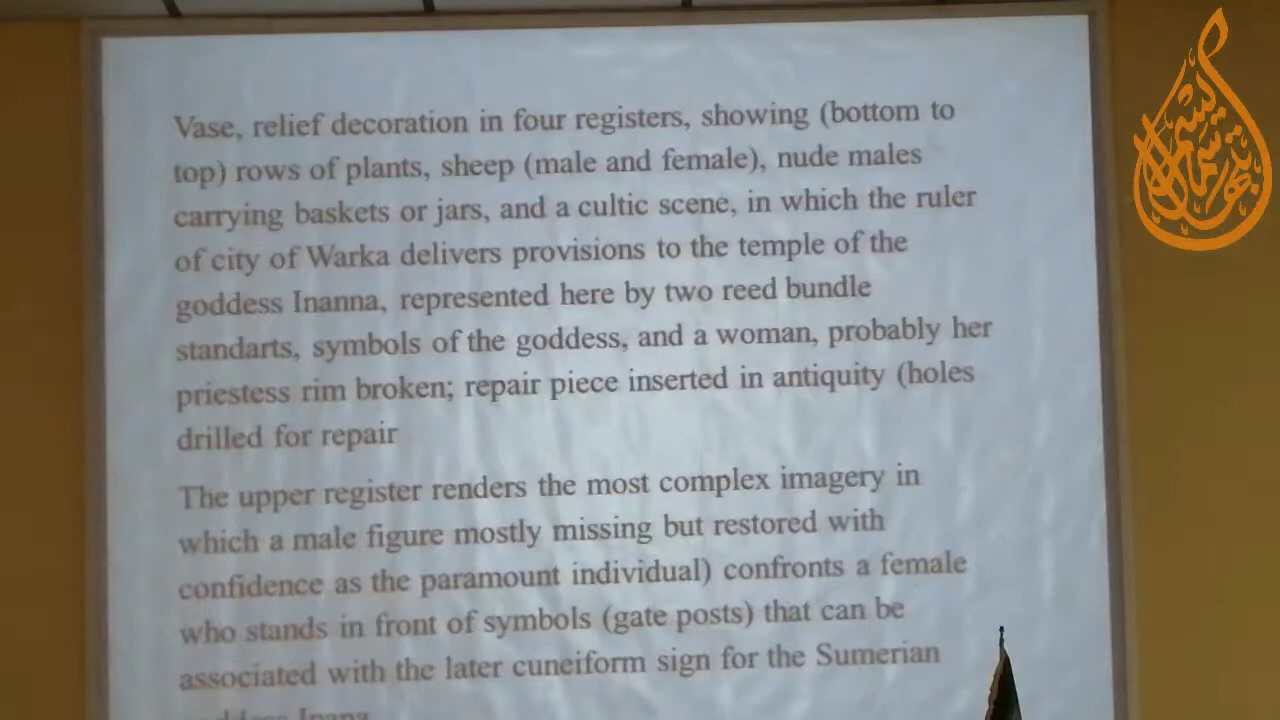 Vase, relief decoration in four registers, showing (bottom to
top) rows of plants, sheep (male and female), nude males
carrying baskets or jars, and a cultic scene, in which the ruler
of city of Warka delivers provisions to the temple of the
goddess Inanna, represented here by two reed bundle
standarts, symbols of the goddess, and a woman, probably her
priestess rim broken; repair piece inserted in antiquity (holes
drilled for repair
The upper register renders the most complex imagery in
which a male figure mostly missing but restored with
confidence as the paramount individual) confronts a female
who stands in front of symbols (gate posts) that can be
associated with the later cuneiform sign for the Sumerian
goddess Inana